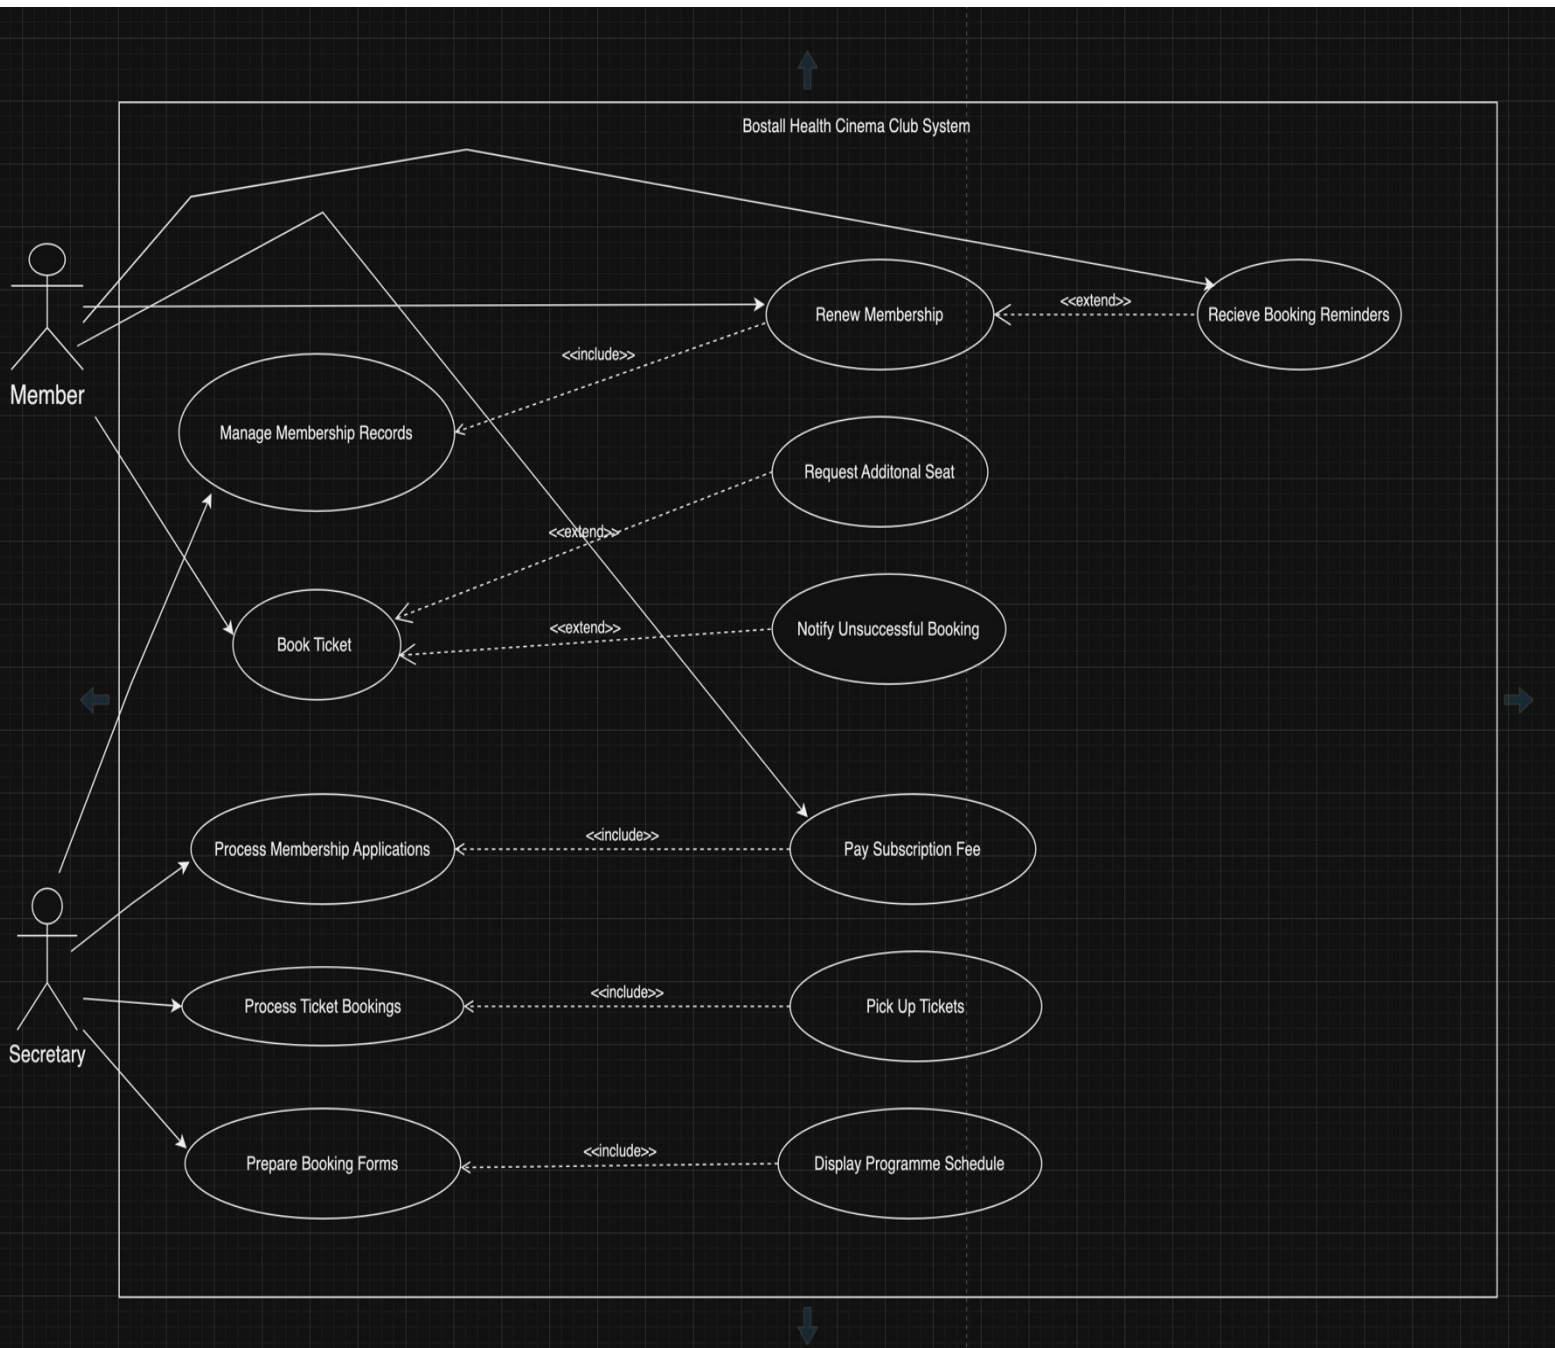 Bostall Health Cinema Club System
Renew Membership
<<extend>>
Recieve Booking Reminders
<<include>>
Member
Manage Membership Records
Request Additonal Seat
<<extend>>
<<extend>>
Notify Unsuccessful Booking
Book Ticket
Process Membership Applications
<<include>>
Pay Subscription Fee
Process Ticket Bookings
<<include>>
Pick Up Tickets
Secretary
Prepare Booking Forms
<<include>>
Display Programme Schedule